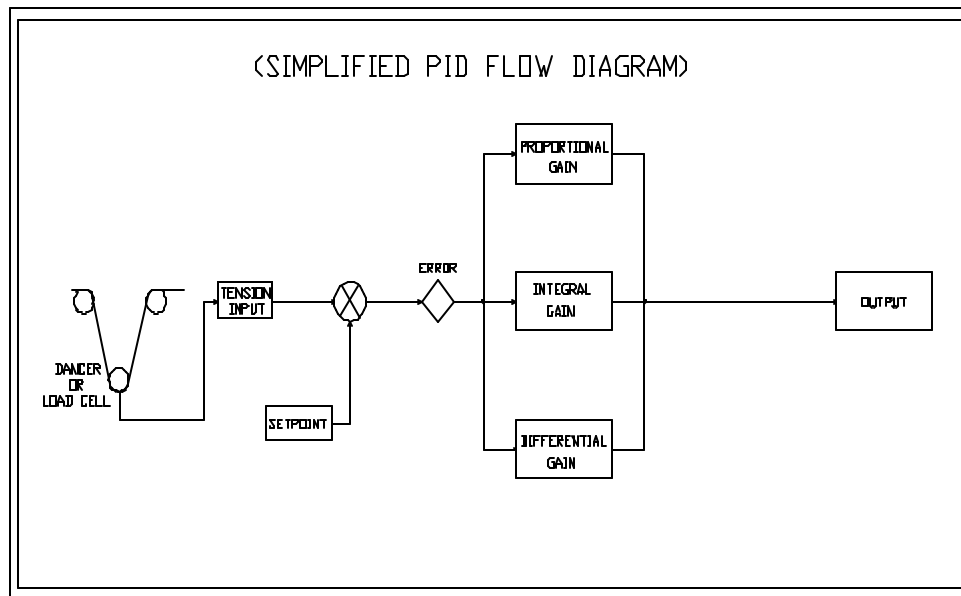 (SIMPLIFIED PID FLOW DIAGRAM)
PROPORTIONAL
GAIN
ERROR
TENSION
INPUT
INTEGRAL
GAIN
OUTPUT
DANCER
OR
LOAD CELL
SETPOINT
DIFFERENTIAL
GAIN